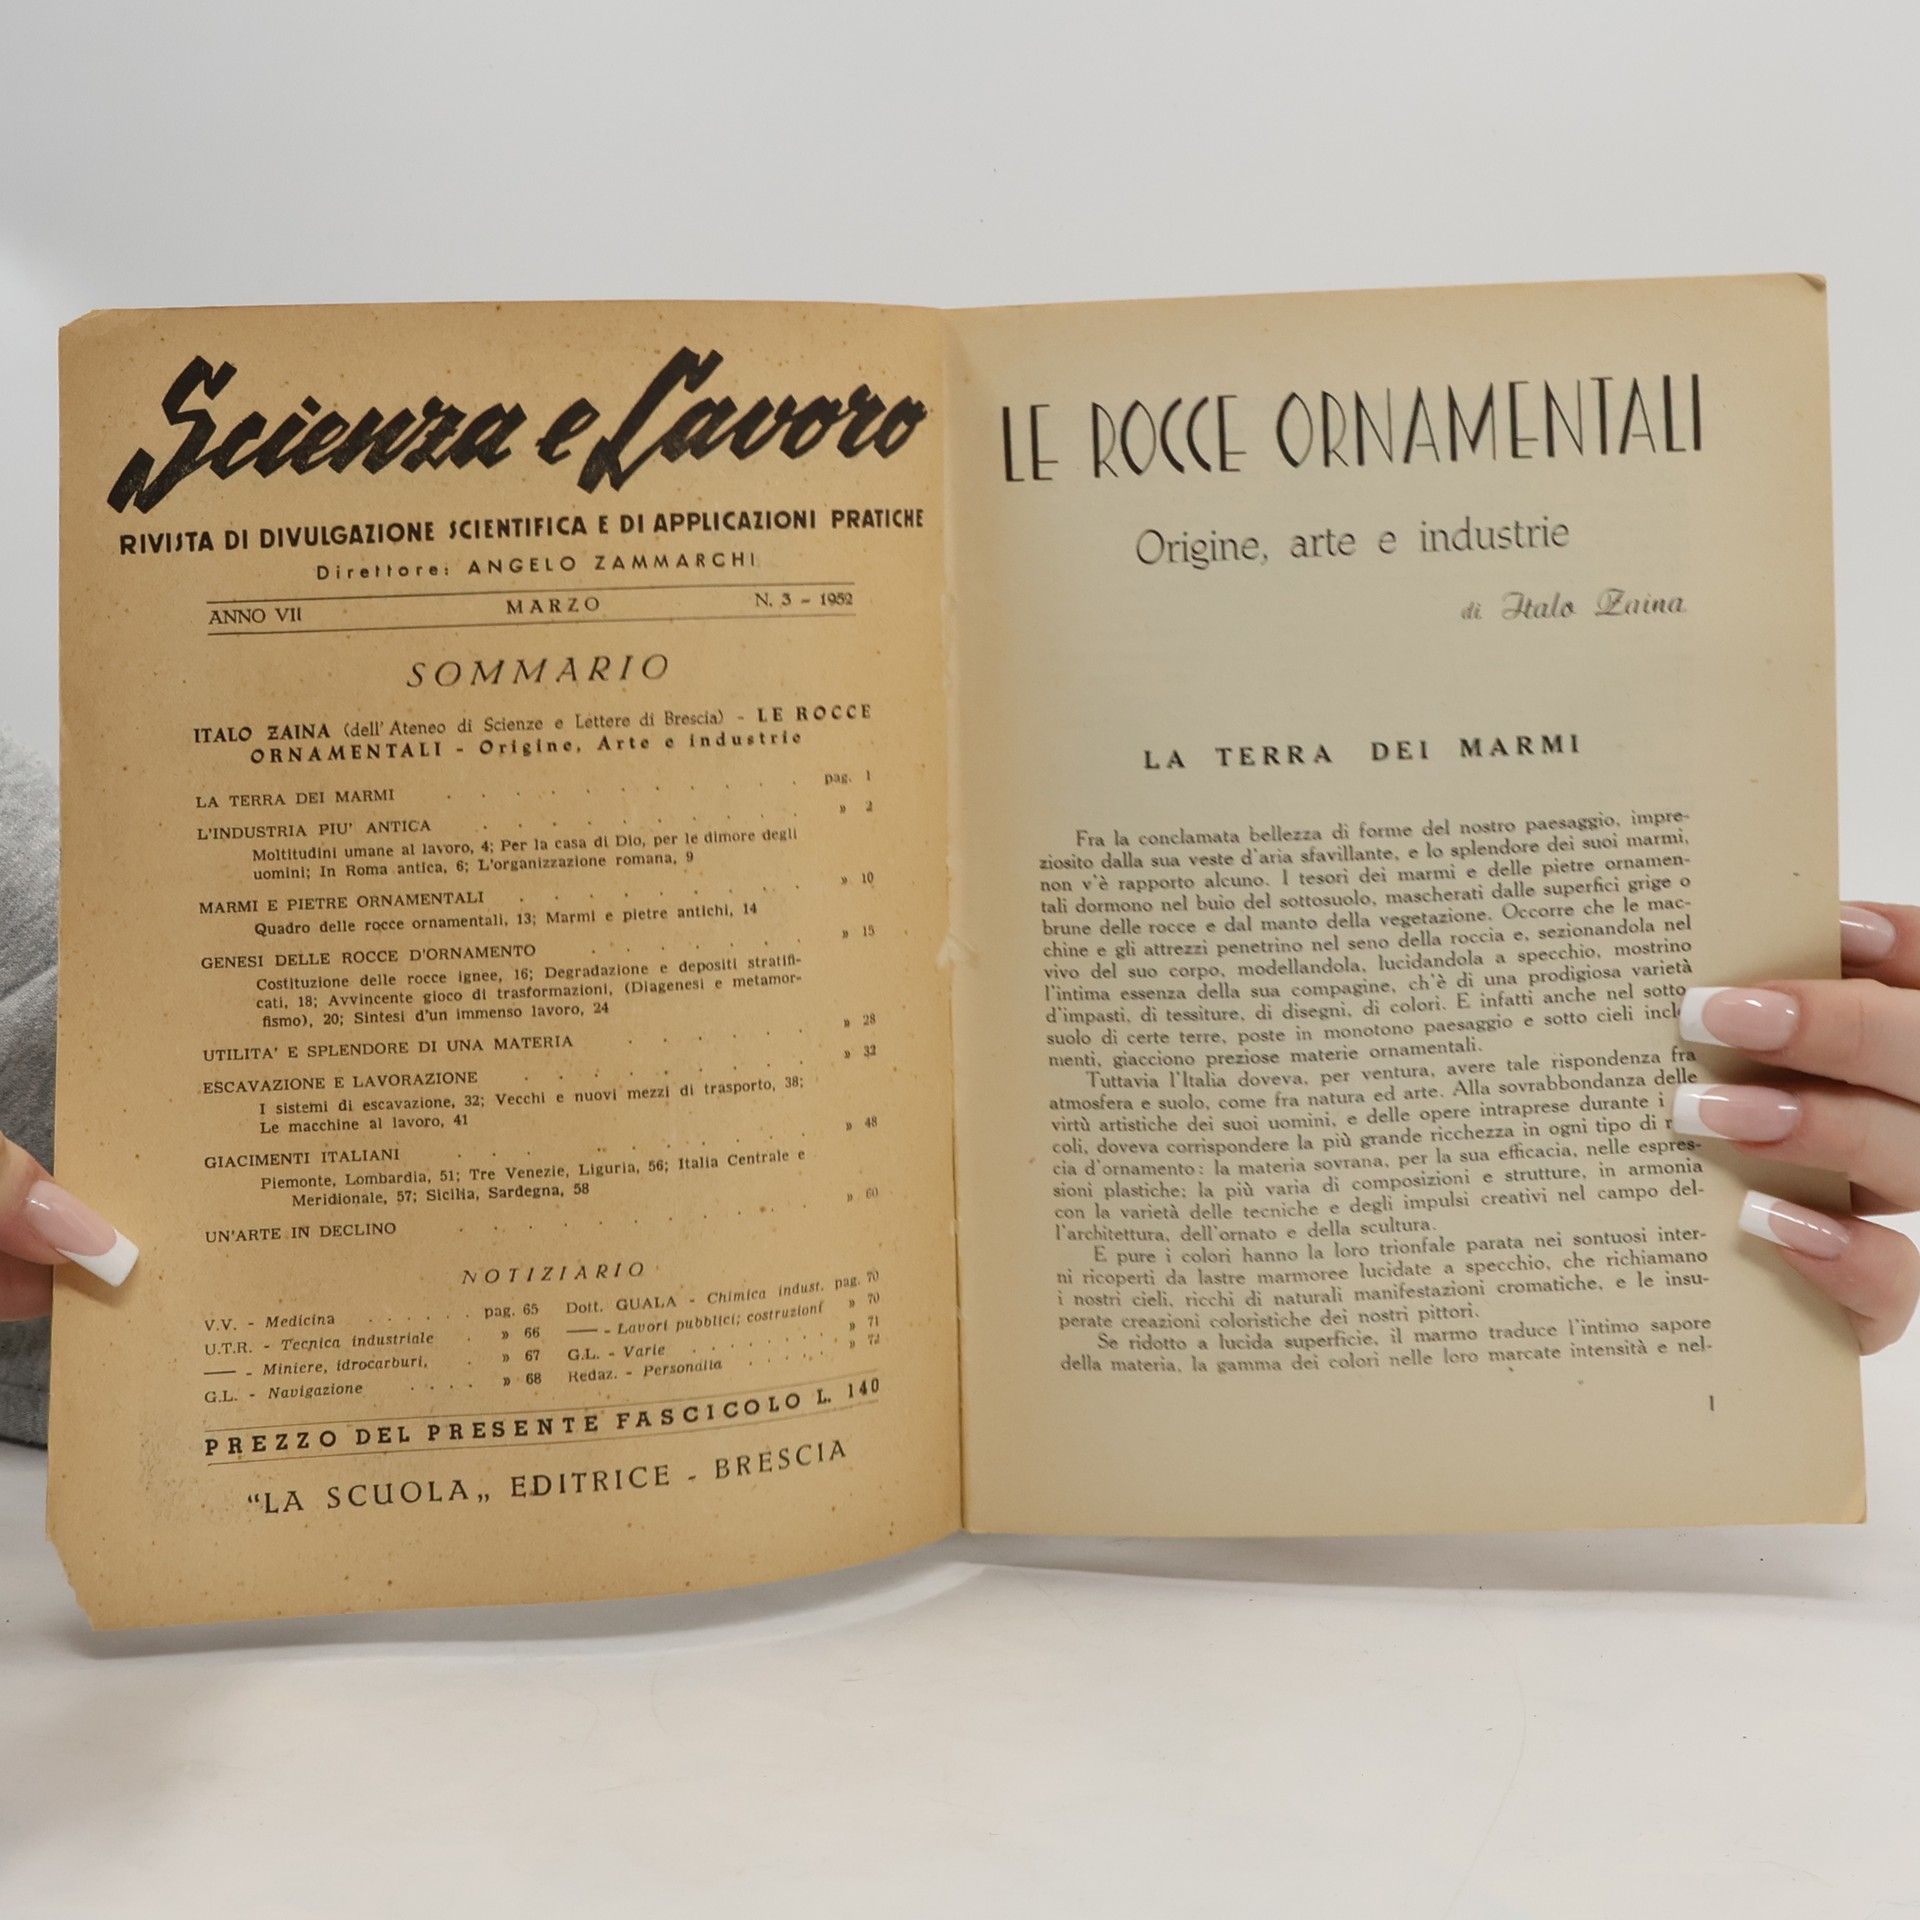 Scienza e Lavoro
RIVISTA DI DIVULGAZIONE SCIENTIFICA E DI APPLICAZIONI PRATICHE
Direttore: ANGELO ZAMMARCHI
ANNO VII MARZO N. 3 - 1952
SOMMARIO
ITALO ZAINA (dell'Ateneo di Scienze e Lettere di Brescia) - LE ROCCE
ORNAMENTALI - Origine, Arte e industrie
LA TERRA DEI MARMI . . . . . . . . . pag. 1
L'INDUSTRIA PIU' ANTICA . . . . . . . . » 2
Moltitudini umane al lavoro, 4; Per la casa di Dio, per le dimore degli
uomini; In Roma antica, 6; L'organizzazione romana, 9
MARMI E PIETRE ORNAMENTALI . . . . . . . » 10
Quadro delle rocce ornamentali, 13; Marmi e pietre antichi, 14
GENESI DELLE ROCCE D'ORNAMENTO . . . . . . » 15
Costituzione delle rocce ignee, 16; Degradazione e depositi stratifi-
cati, 18; Avvincente gioco di trasformazioni, (Diagenesi e metamor-
fismo), 20; Sintesi d'un immenso lavoro, 24
UTILITA' E SPLENDORE DI UNA MATERIA . . . . . » 28
ESCAVAZIONE E LAVORAZIONE . . . . . . . » 32
I sistemi di escavazione, 32; Vecchi e nuovi mezzi di trasporto, 38;
Le macchine al lavoro, 41
GIACIMENTI ITALIANI . . . . . . . . . » 48
Piemonte, Lombardia, 51; Tre Venezie, Liguria, 56; Italia Centrale e
Meridionale, 57; Sicilia, Sardegna, 58
UN'ARTE IN DECLINO . . . . . . . . . » 60
NOTIZIARIO
V.V. - Medicina . . . . . . pag. 65
U.T.R. - Tecnica industriale . » 66
—— - Miniere, idrocarburi, . » 67
G.L. - Navigazione . . . . » 68
Dott. GUALA - Chimica indust. pag. 70
—— - Lavori pubblici; costruzioni » 70
G.L. - Varie . . . . . . . » 71
Redaz. - Personalia . . . . . » 72
PREZZO DEL PRESENTE FASCICOLO L. 140
"LA SCUOLA„ EDITRICE - BRESCIA
LE ROCCE ORNAMENTALI
Origine, arte e industrie
di Italo Zaina
LA TERRA DEI MARMI
Fra la conclamata bellezza di forme del nostro paesaggio, impre-
ziosito dalla sua veste d'aria sfavillante, e lo splendore dei suoi marmi,
non v'è rapporto alcuno. I tesori dei marmi e delle pietre ornamen-
tali dormono nel buio del sottosuolo, mascherati dalle superfici grige o
brune delle rocce e dal manto della vegetazione. Occorre che le mac-
chine e gli attrezzi penetrino nel seno della roccia e, sezionandola nel
vivo del suo corpo, modellandola, lucidandola a specchio, mostrino
l'intima essenza della sua compagine, ch'è di una prodigiosa varietà
d'impasti, di tessiture, di disegni, di colori. E infatti anche nel sotto-
suolo di certe terre, poste in monotono paesaggio e sotto cieli incle
menti, giacciono preziose materie ornamentali.
Tuttavia l'Italia doveva, per ventura, avere tale rispondenza fra
atmosfera e suolo, come fra natura ed arte. Alla sovrabbondanza delle
virtù artistiche dei suoi uomini, e delle opere intraprese durante i
coli, doveva corrispondere la più grande ricchezza in ogni tipo di r
cia d'ornamento: la materia sovrana, per la sua efficacia, nelle espres-
sioni plastiche; la più varia di composizioni e strutture, in armonia
con la varietà delle tecniche e degli impulsi creativi nel campo del-
l'architettura, dell'ornato e della scultura.
E pure i colori hanno la loro trionfale parata nei sontuosi inter-
ni ricoperti da lastre marmoree lucidate a specchio, che richiamano
i nostri cieli, ricchi di naturali manifestazioni cromatiche, e le insu-
perate creazioni coloristiche dei nostri pittori.
Se ridotto a lucida superficie, il marmo traduce l'intimo sapore
della materia, la gamma dei colori nelle loro marcate intensità e nel-
1